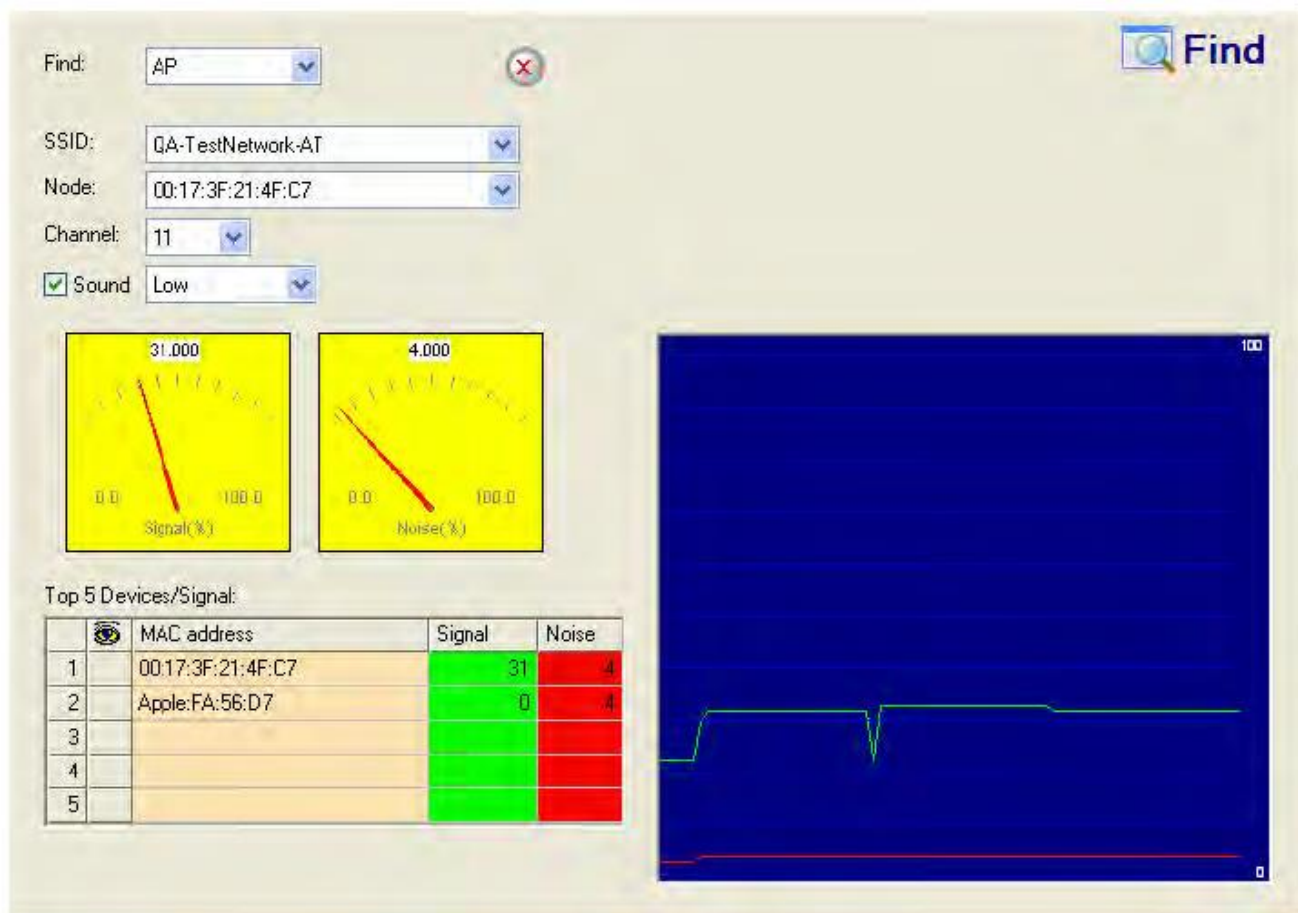 Find: AP
Find
SSID: QA-TestNetwork-AT
Node: 00:17:3F:21:4F:C7
Channel: 11
Sound Low
31.000
0.0 100.0
Signal(%)
4.000
0.0 100.0
Noise(%)
100
0
Top 5 Devices/Signal:
MAC address Signal Noise
1 00:17:3F:21:4F:C7 31 4
2 Apple:FA:56:D7 0 4
3
4
5